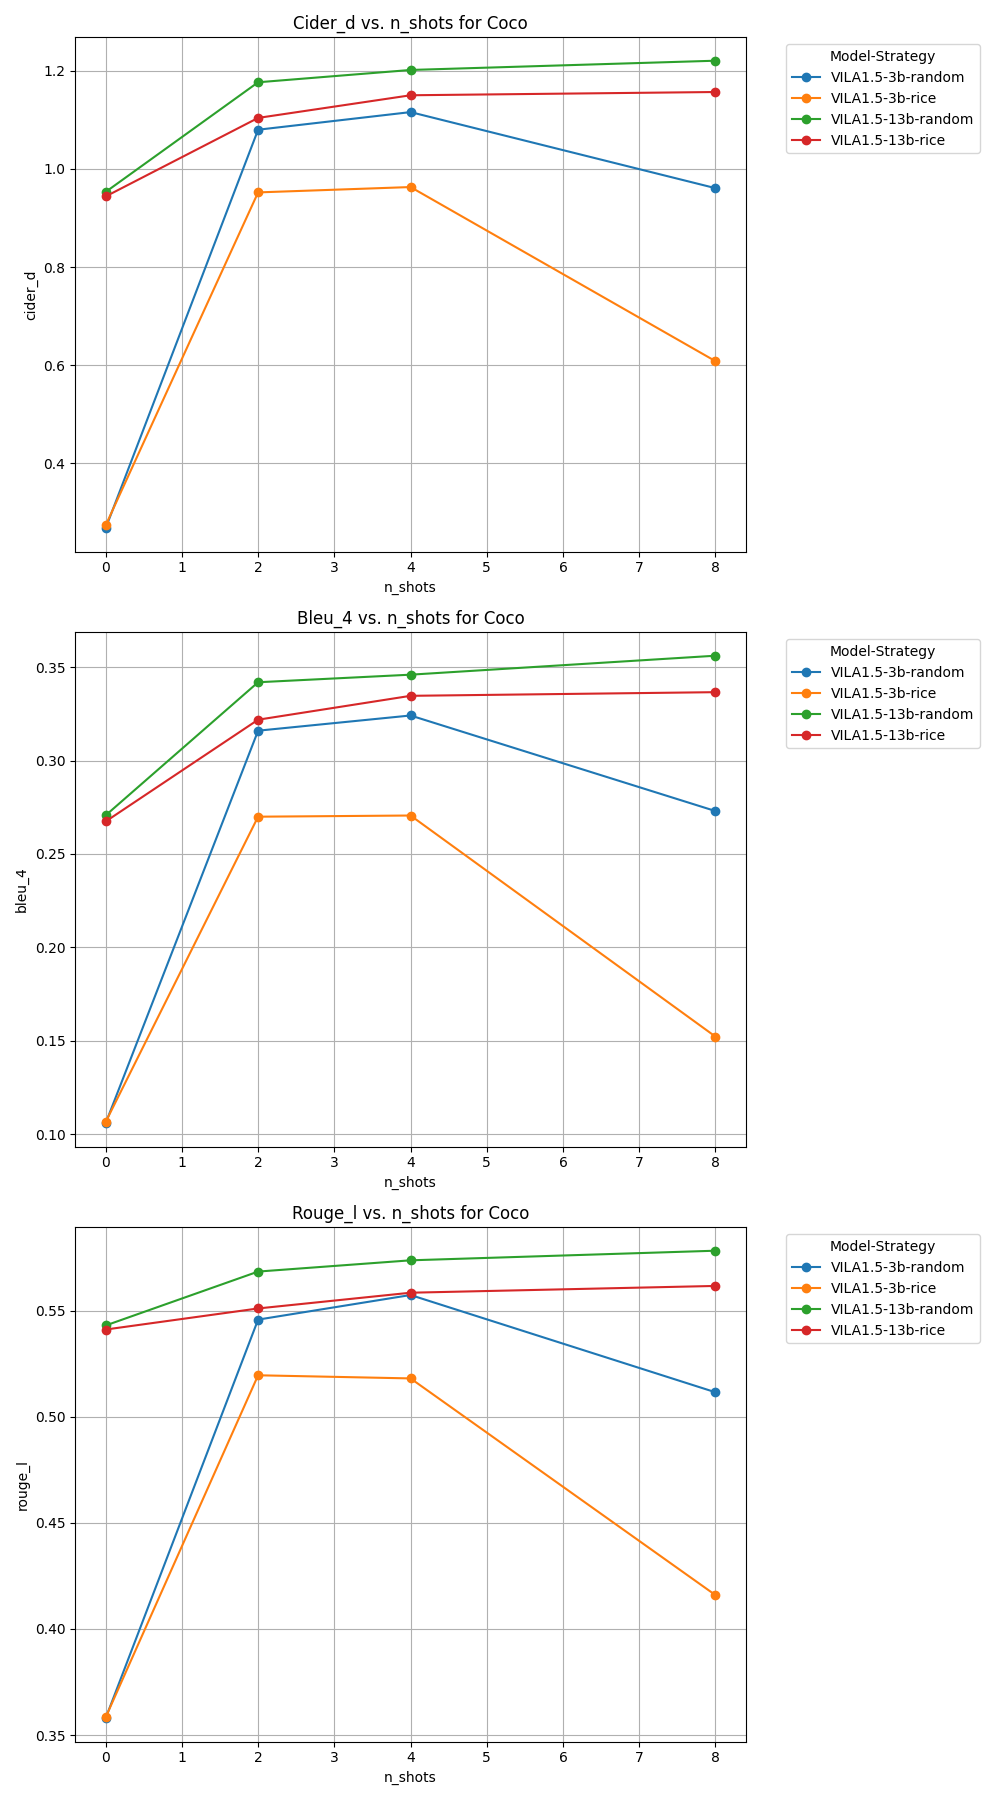 Cider_d vs. n_shots for Coco
Model-Strategy
VILA1.5-3b-random
VILA1.5-3b-rice
VILA1.5-13b-random
VILA1.5-13b-rice
1.2
1.0
0.8
0.6
0.4
cider_d
0 1 2 3 4 5 6 7 8
n_shots
Bleu_4 vs. n_shots for Coco
Model-Strategy
VILA1.5-3b-random
VILA1.5-3b-rice
VILA1.5-13b-random
VILA1.5-13b-rice
0.35
0.30
0.25
0.20
0.15
0.10
bleu_4
0 1 2 3 4 5 6 7 8
n_shots
Rouge_l vs. n_shots for Coco
Model-Strategy
VILA1.5-3b-random
VILA1.5-3b-rice
VILA1.5-13b-random
VILA1.5-13b-rice
0.55
0.50
0.45
0.40
0.35
rouge_l
0 1 2 3 4 5 6 7 8
n_shots